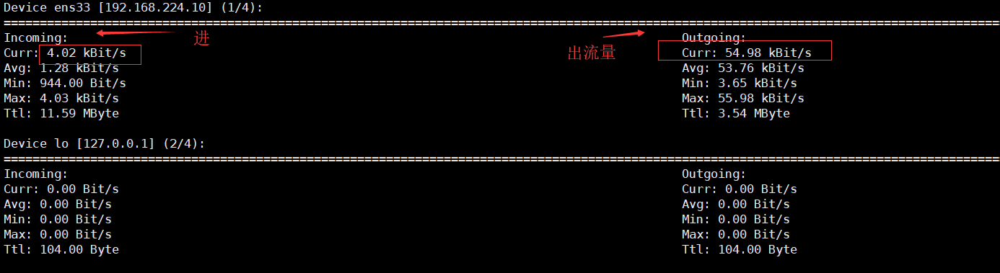 Device ens33 [192.168.224.10] (1/4):
================================================================================
Incoming: 进 Outgoing:
Curr: 4.02 kBit/s 出流量 Curr: 54.98 kBit/s
Avg: 1.28 kBit/s Avg: 53.76 kBit/s
Min: 944.00 Bit/s Min: 3.65 kBit/s
Max: 4.03 kBit/s Max: 55.98 kBit/s
Ttl: 11.59 MByte Ttl: 3.54 MByte
Device lo [127.0.0.1] (2/4):
================================================================================
Incoming: Outgoing:
Curr: 0.00 Bit/s Curr: 0.00 Bit/s
Avg: 0.00 Bit/s Avg: 0.00 Bit/s
Min: 0.00 Bit/s Min: 0.00 Bit/s
Max: 0.00 Bit/s Max: 0.00 Bit/s
Ttl: 104.00 Byte Ttl: 104.00 Byte